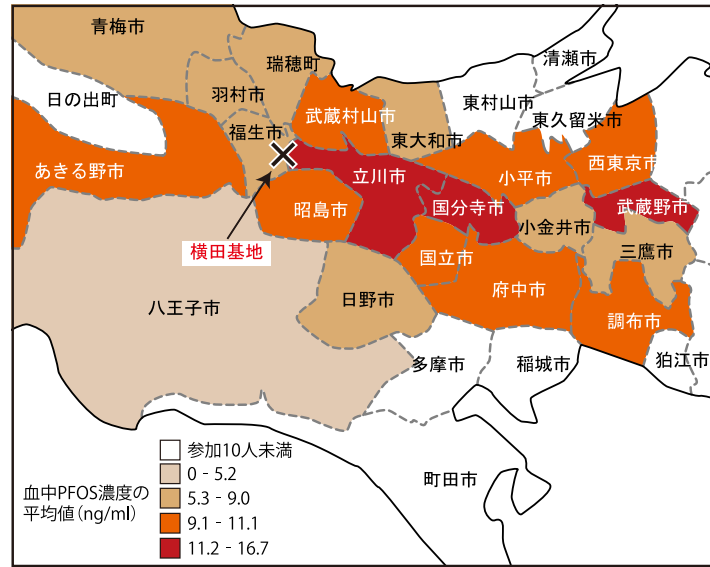 青梅市
瑞穂町
清瀬市
日の出町
羽村市
武蔵村山市
東村山市
東久留米市
福生市
東大和市
あきる野市
立川市
小平市
西東京市
昭島市
国分寺市
武蔵野市
小金井市
横田基地
国立市
三鷹市
八王子市
日野市
府中市
調布市
多摩市
稲城市
狛江市
町田市
血中PFOS濃度の
平均値(ng/ml)
参加10人未満
0 - 5.2
5.3 - 9.0
9.1 - 11.1
11.2 - 16.7